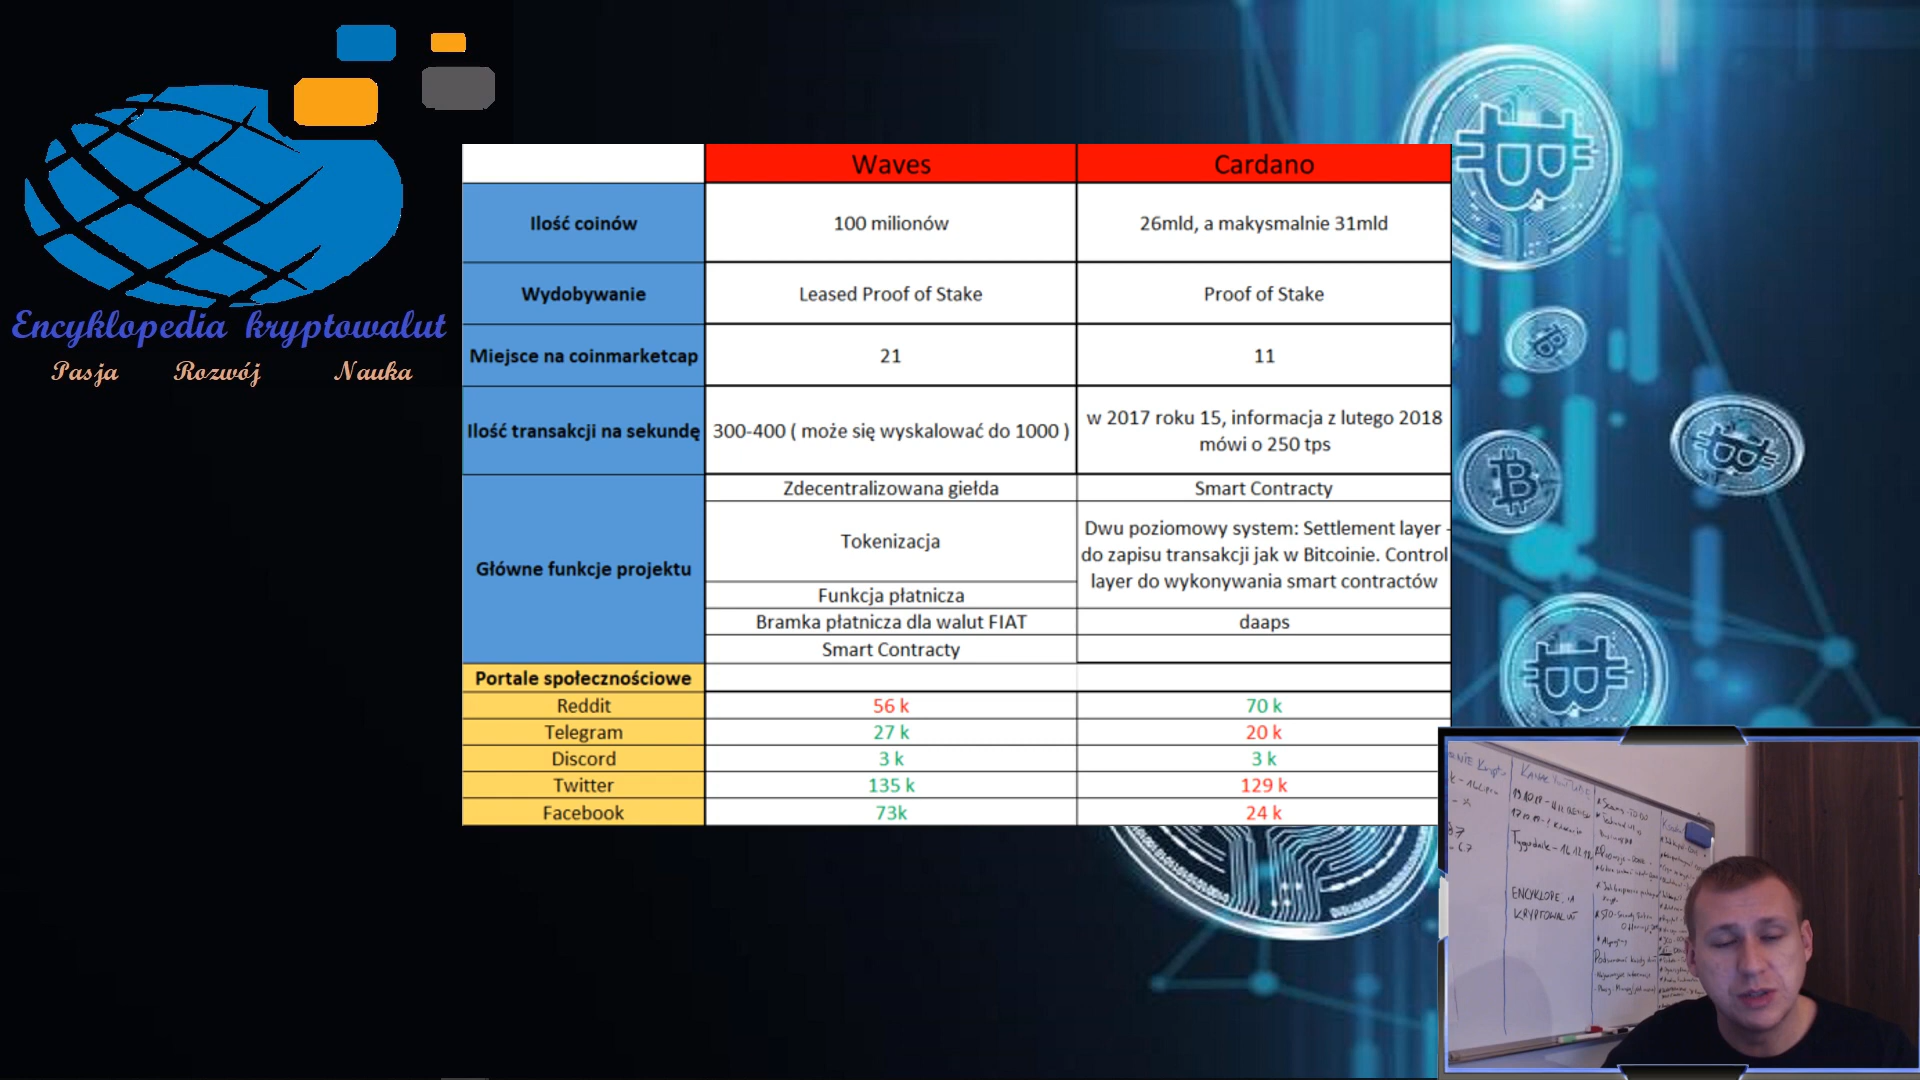 Encyklopedia kryptowalut
Pasja Rozwój Nauka
Waves Cardano
Ilość coinów 100 milionów 26mld, a makysmalnie 31mld
Wydobywanie Leased Proof of Stake Proof of Stake
Miejsce na coinmarketcap 21 11
Ilość transakcji na sekundę 300-400 ( może się wyskalować do 1000 ) w 2017 roku 15, informacja z lutego 2018
mówi o 250 tps
Główne funkcje projektu
Zdecentralizowana giełda Smart Contracty
Tokenizacja
Dwu poziomowy system: Settlement layer -
do zapisu transakcji jak w Bitcoinie. Control
layer do wykonywania smart contractów
Funkcja płatnicza
Bramka płatnicza dla walut FIAT daaps
Smart Contracty
Portale społecznościowe
Reddit 56 k 70 k
Telegram 27 k 20 k
Discord 3 k 3 k
Twitter 135 k 129 k
Facebook 73k 24 k
KANAŁ YOUTUBE
KRYPTOWALUT